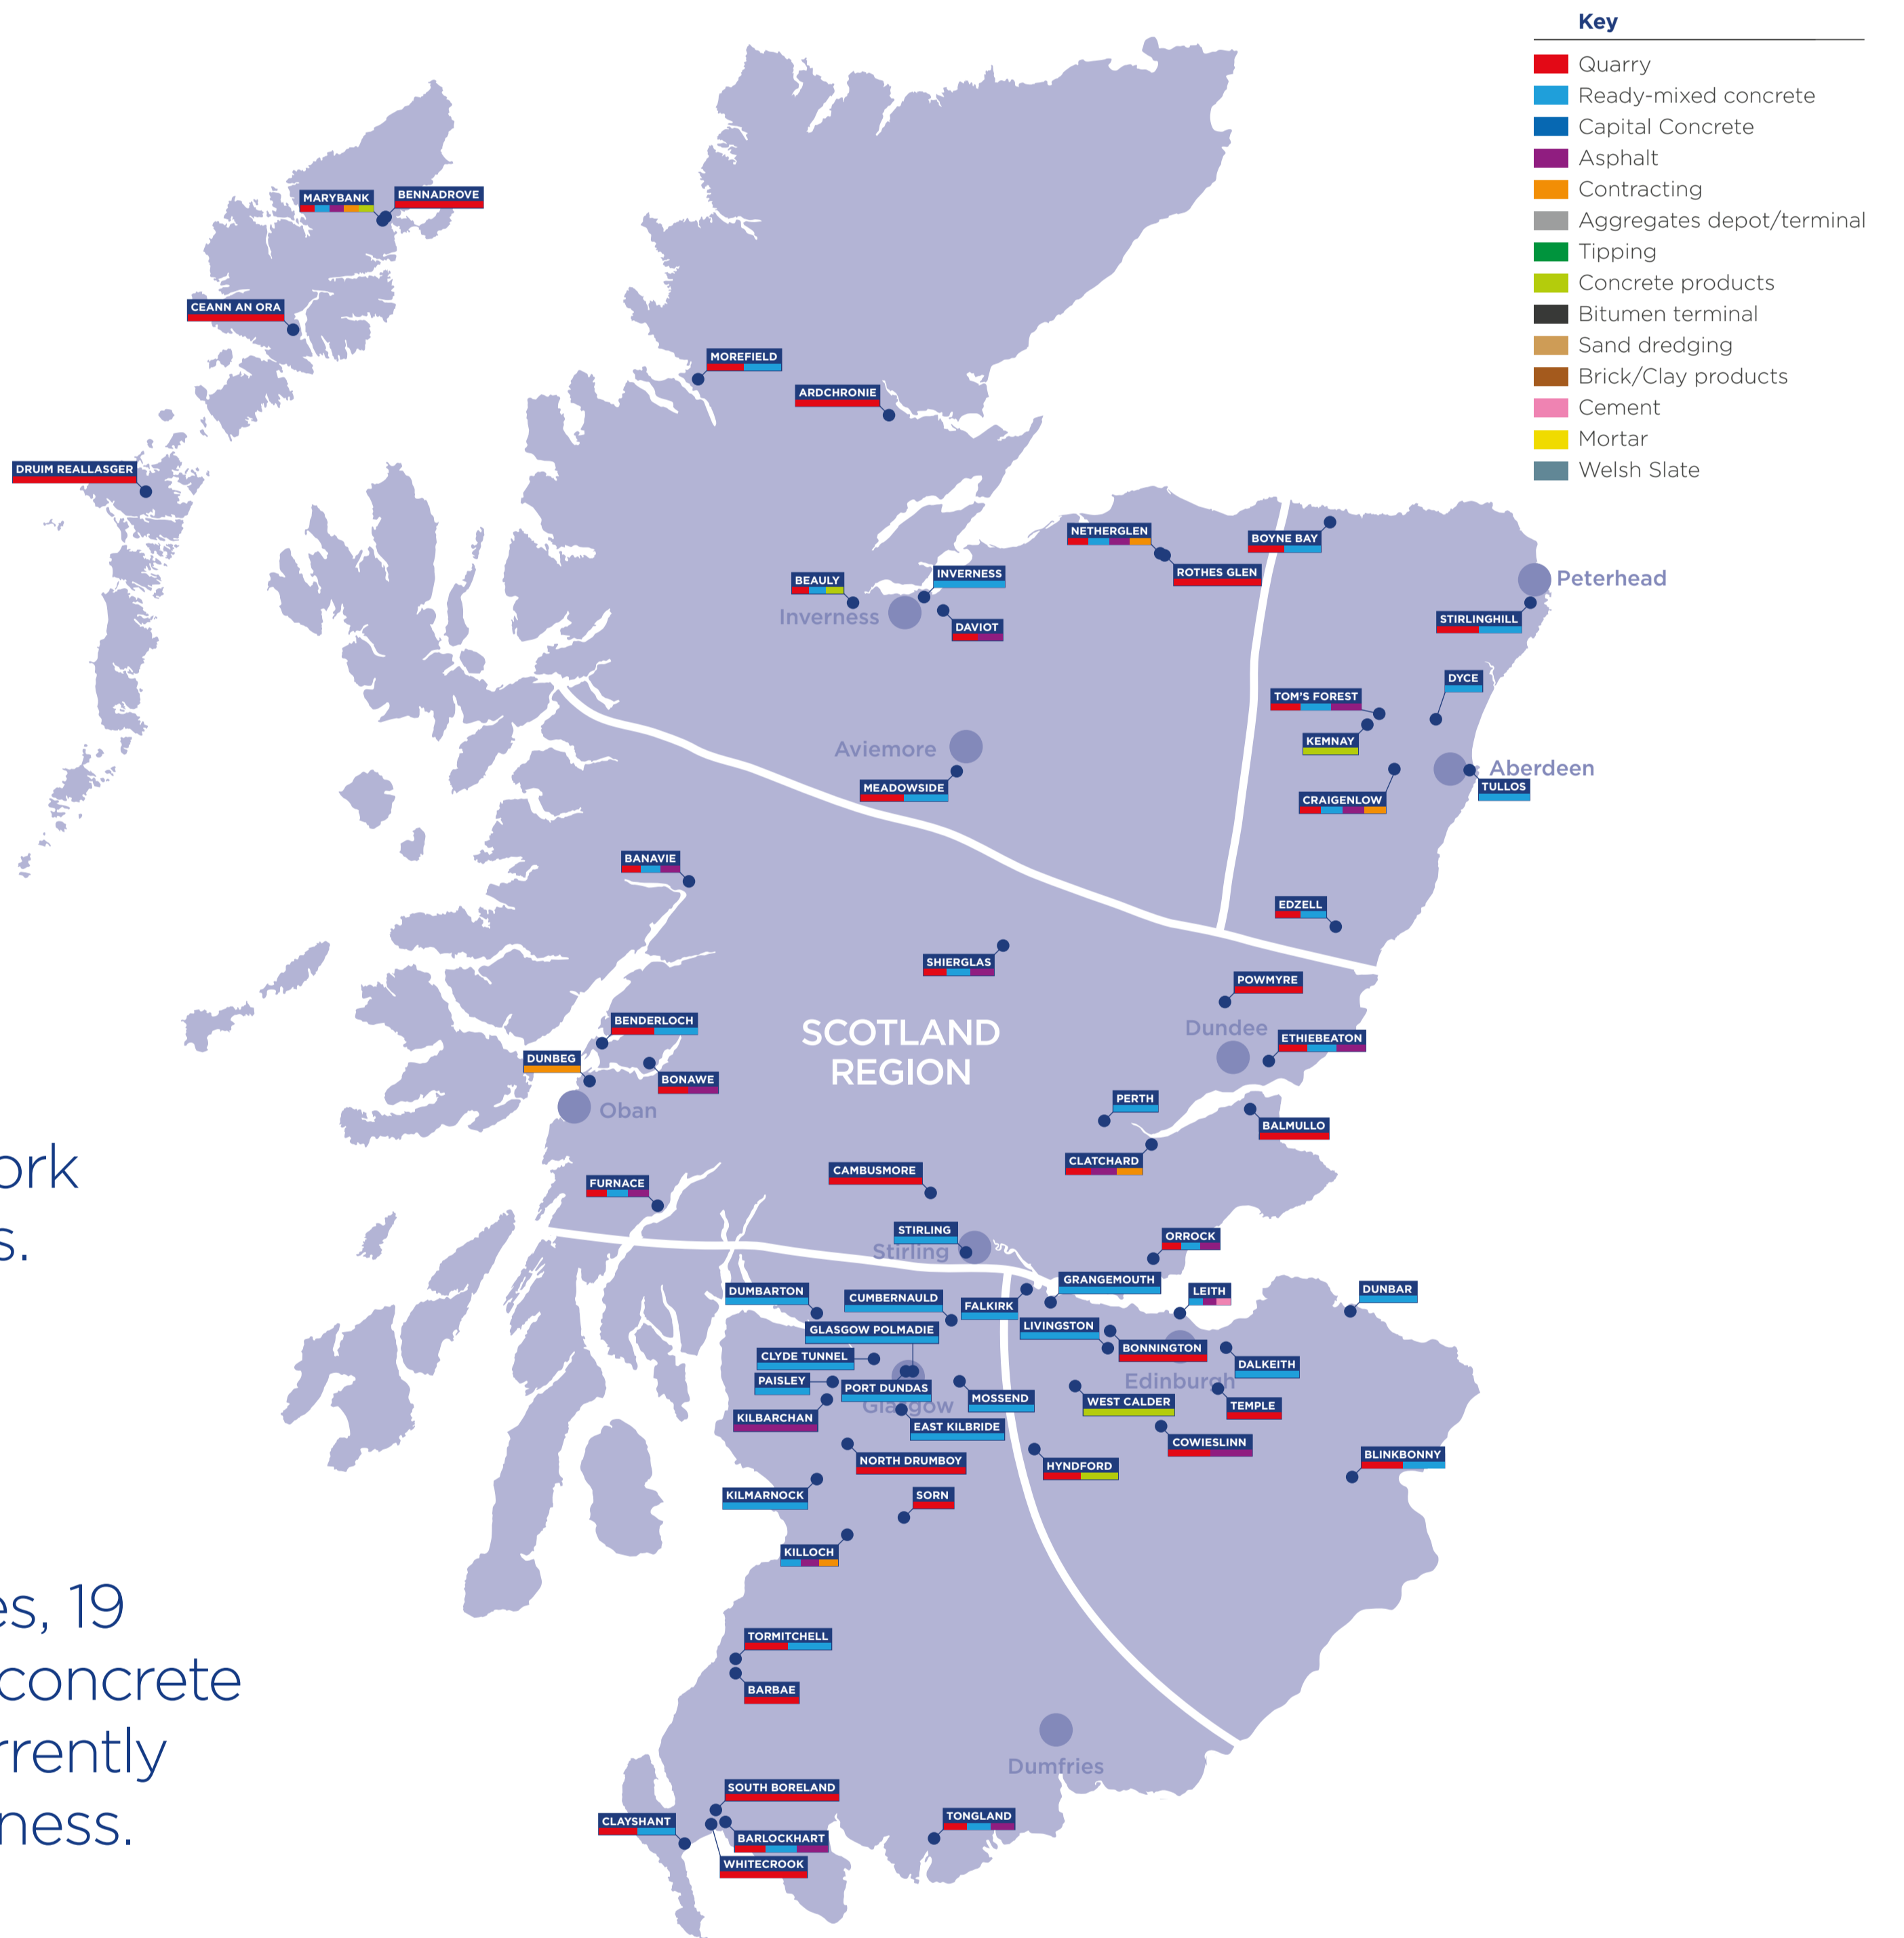 Key
Quarry
Ready-mixed concrete
Capital Concrete
Asphalt
Contracting
Aggregates depot/terminal
Tipping
Concrete products
Bitumen terminal
Sand dredging
Brick/Clay products
Cement
Mortar
Welsh Slate
MARYBANK
BENNADROVE
CEANN AN ORA
MOREFIELD
ARDCHRONIE
DRUIM REALLASGER
NETHERGLEN
BOYNE BAY
ROTHES GLEN
BEAULY
INVERNESS
Inverness
DAVIOT
Peterhead
STIRLINGHILL
DYCE
TOM'S FOREST
KEMNAY
Aviemore
MEADOWSIDE
Aberdeen
TULLOS
CRAIGENLOW
BANAVIE
EDZELL
SHIERGLAS
POWMYRE
BENDERLOCH
SCOTLAND
REGION
Dundee
ETHIEBEATON
DUNBEG
BONAWE
Oban
PERTH
BALMULLO
CLATCHARD
ork
CAMBUSMORE
FURNACE
s.
STIRLING
Stirling
ORROCK
GRANGEMOUTH
DUMBARTON
CUMBERNAULD
FALKIRK
LEITH
DUNBAR
GLASGOW POLMADIE
LIVINGSTON
BONNINGTON
CLYDE TUNNEL
DALKEITH
PAISLEY
PORT DUNDAS
Edinburgh
Glasgow
MOSSEND
WEST CALDER
TEMPLE
KILBARCHAN
EAST KILBRIDE
COWIESLINN
NORTH DRUMBOY
HYNDFORD
BLINKBONNY
KILMARNOCK
SORN
KILLOCH
es, 19
TORMITCHELL
concrete
BARBAE
rrently
Dumfries
SOUTH BORELAND
ness.
CLAYSHANT
BARLOCKHART
TONGLAND
WHITECROOK